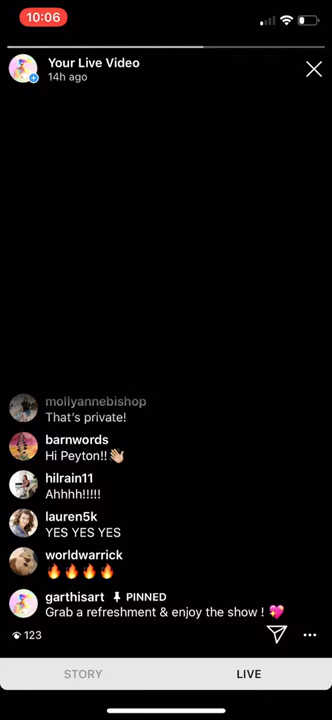 10:06
Your Live Video
14h ago
mollyannebishop
That's private!
barnwords
Hi Peyton!!👋🏼
hilrain11
Ahhhh!!!!!
lauren5k
YES YES YES
worldwarrick
🔥🔥🔥🔥
garthisart PINNED
Grab a refreshment & enjoy the show ! 💖
123
STORY LIVE